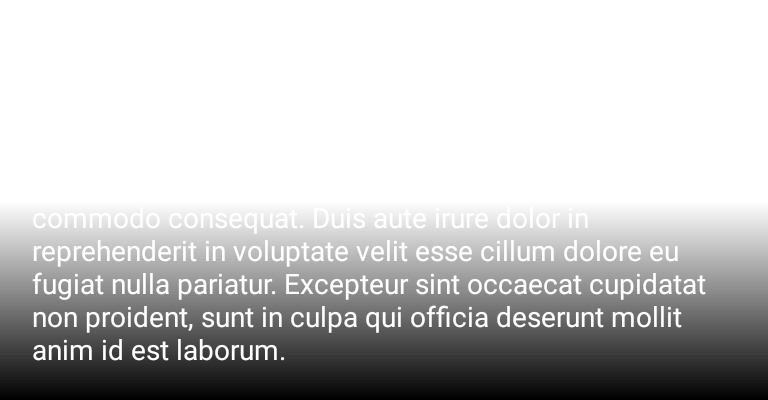 commodo consequat. Duis aute irure dolor in
reprehenderit in voluptate velit esse cillum dolore eu
fugiat nulla pariatur. Excepteur sint occaecat cupidatat
non proident, sunt in culpa qui officia deserunt mollit
anim id est laborum.